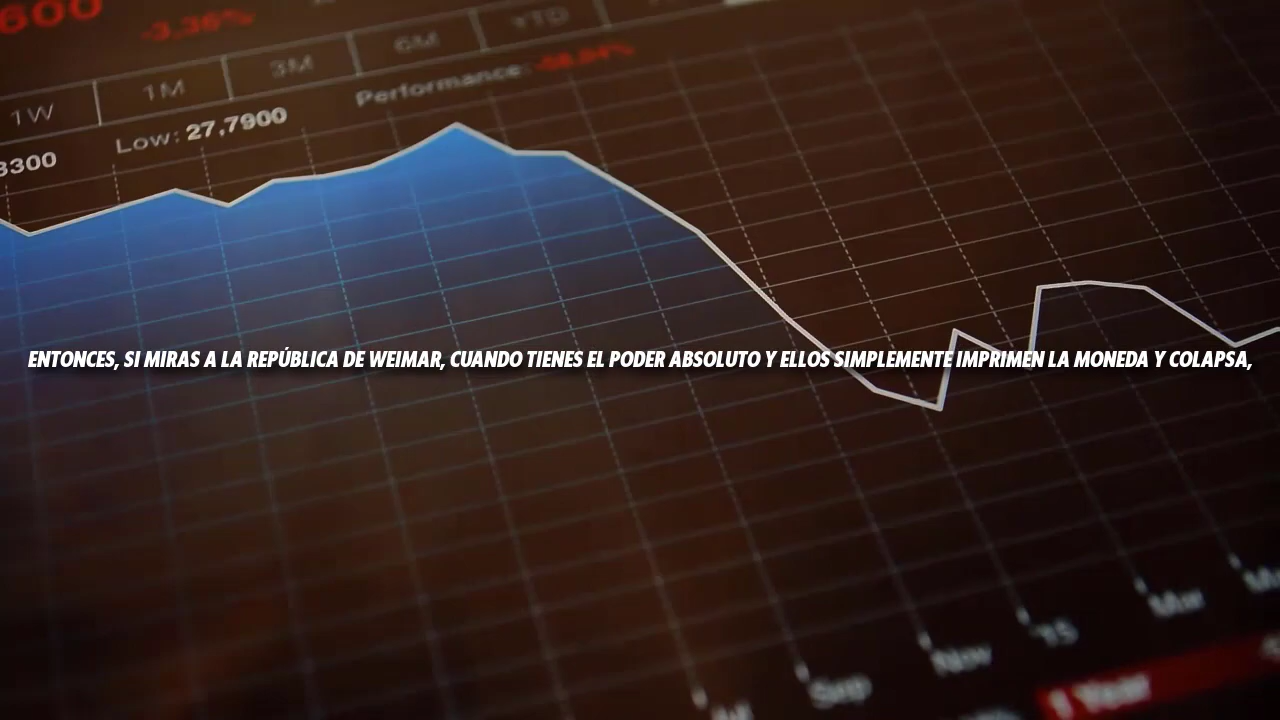 600
-3,36%
1W
1M
3M
6M
YTD
3300
Low: 27,7900
Performance:
ENTONCES, SI MIRAS A LA REPÚBLICA DE WEIMAR, CUANDO TIENES EL PODER ABSOLUTO Y ELLOS SIMPLEMENTE IMPRIMEN LA MONEDA Y COLAPSA,
Jul
Sep
Nov
'15
Mar
1 Year